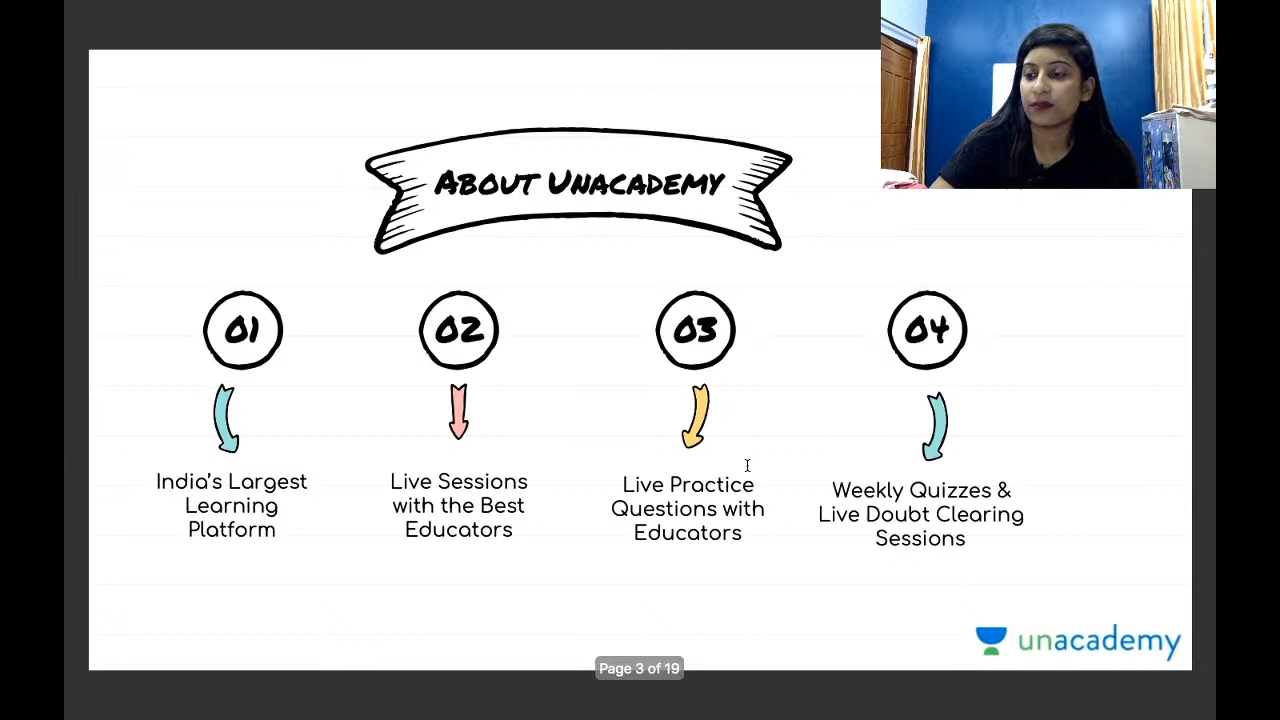 About Unacademy
01
02
03
04
India's Largest
Learning
Platform
Live Sessions
with the Best
Educators
Live Practice
Questions with
Educators
Weekly Quizzes &
Live Doubt Clearing
Sessions
unacademy
Page 3 of 19